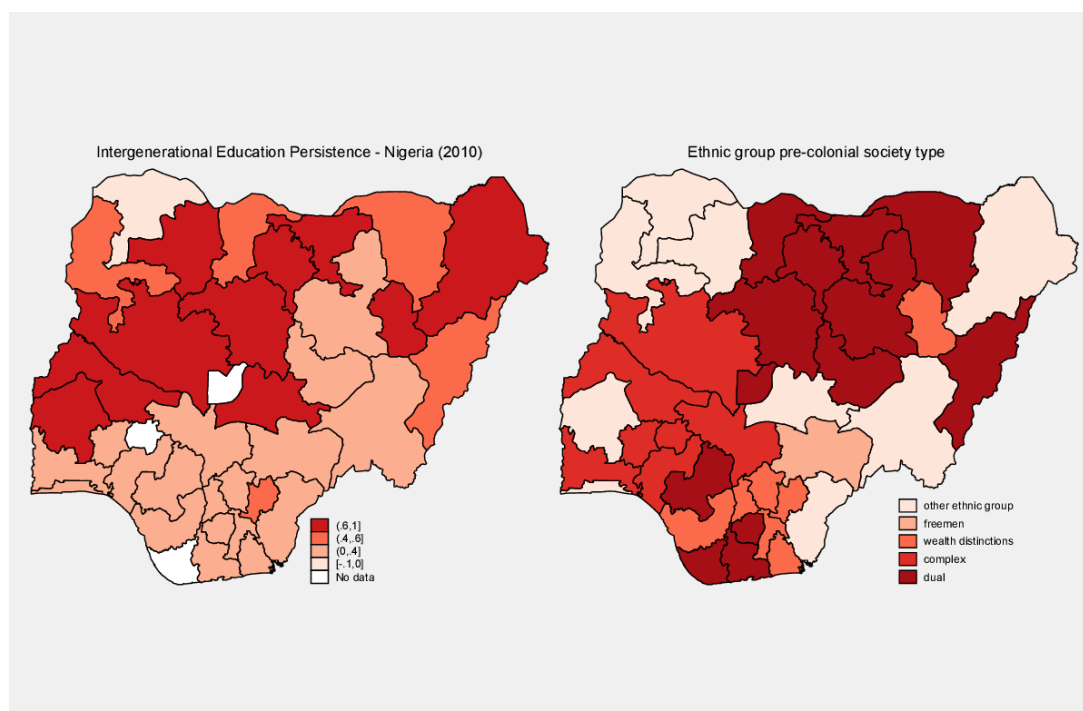 Intergenerational Education Persistence - Nigeria (2010)
(.6,1]
(.4,.6]
(0,.4]
[-.1,0]
No data
Ethnic group pre-colonial society type
other ethnic group
freemen
wealth distinctions
complex
dual